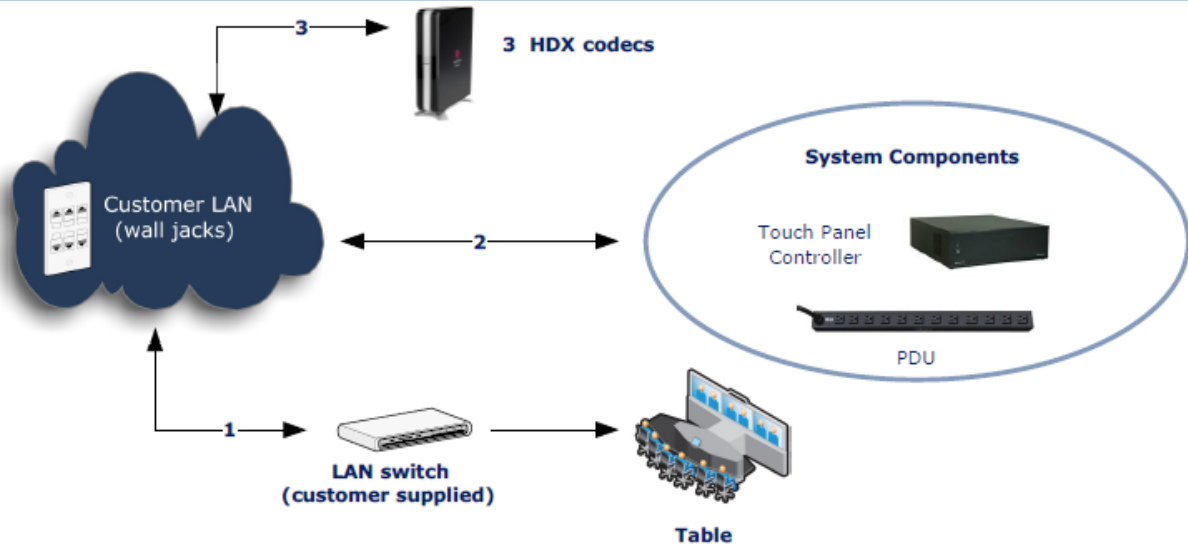 3
3 HDX codecs
System Components
Customer LAN
(wall jacks)
Touch Panel
Controller
2
PDU
1
LAN switch
(customer supplied)
Table